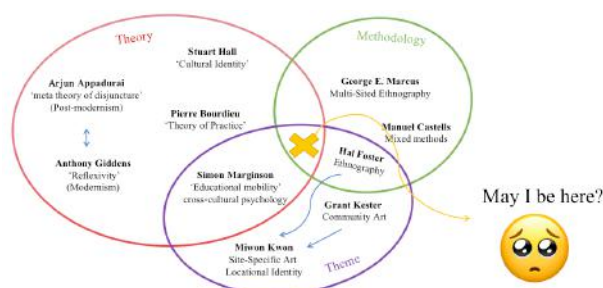 Theory
Stuart Hall
'Cultural Identity'
Methodology
Arjun Appadurai
'meta theory of disjuncture'
(Post-modernism)
George E. Marcus
Multi-Sited Ethnography
Pierre Bourdieu
'Theory of Practice'
Manuel Castells
Mixed methods
Anthony Giddens
'Reflexivity'
(Modernism)
Hal Foster
Ethnography
Simon Marginson
'Educational mobility'
cross-cultural psychology
May I be here?
Grant Kester
Community Art
Miwon Kwon
Site-Specific Art
Locational Identity
Theme